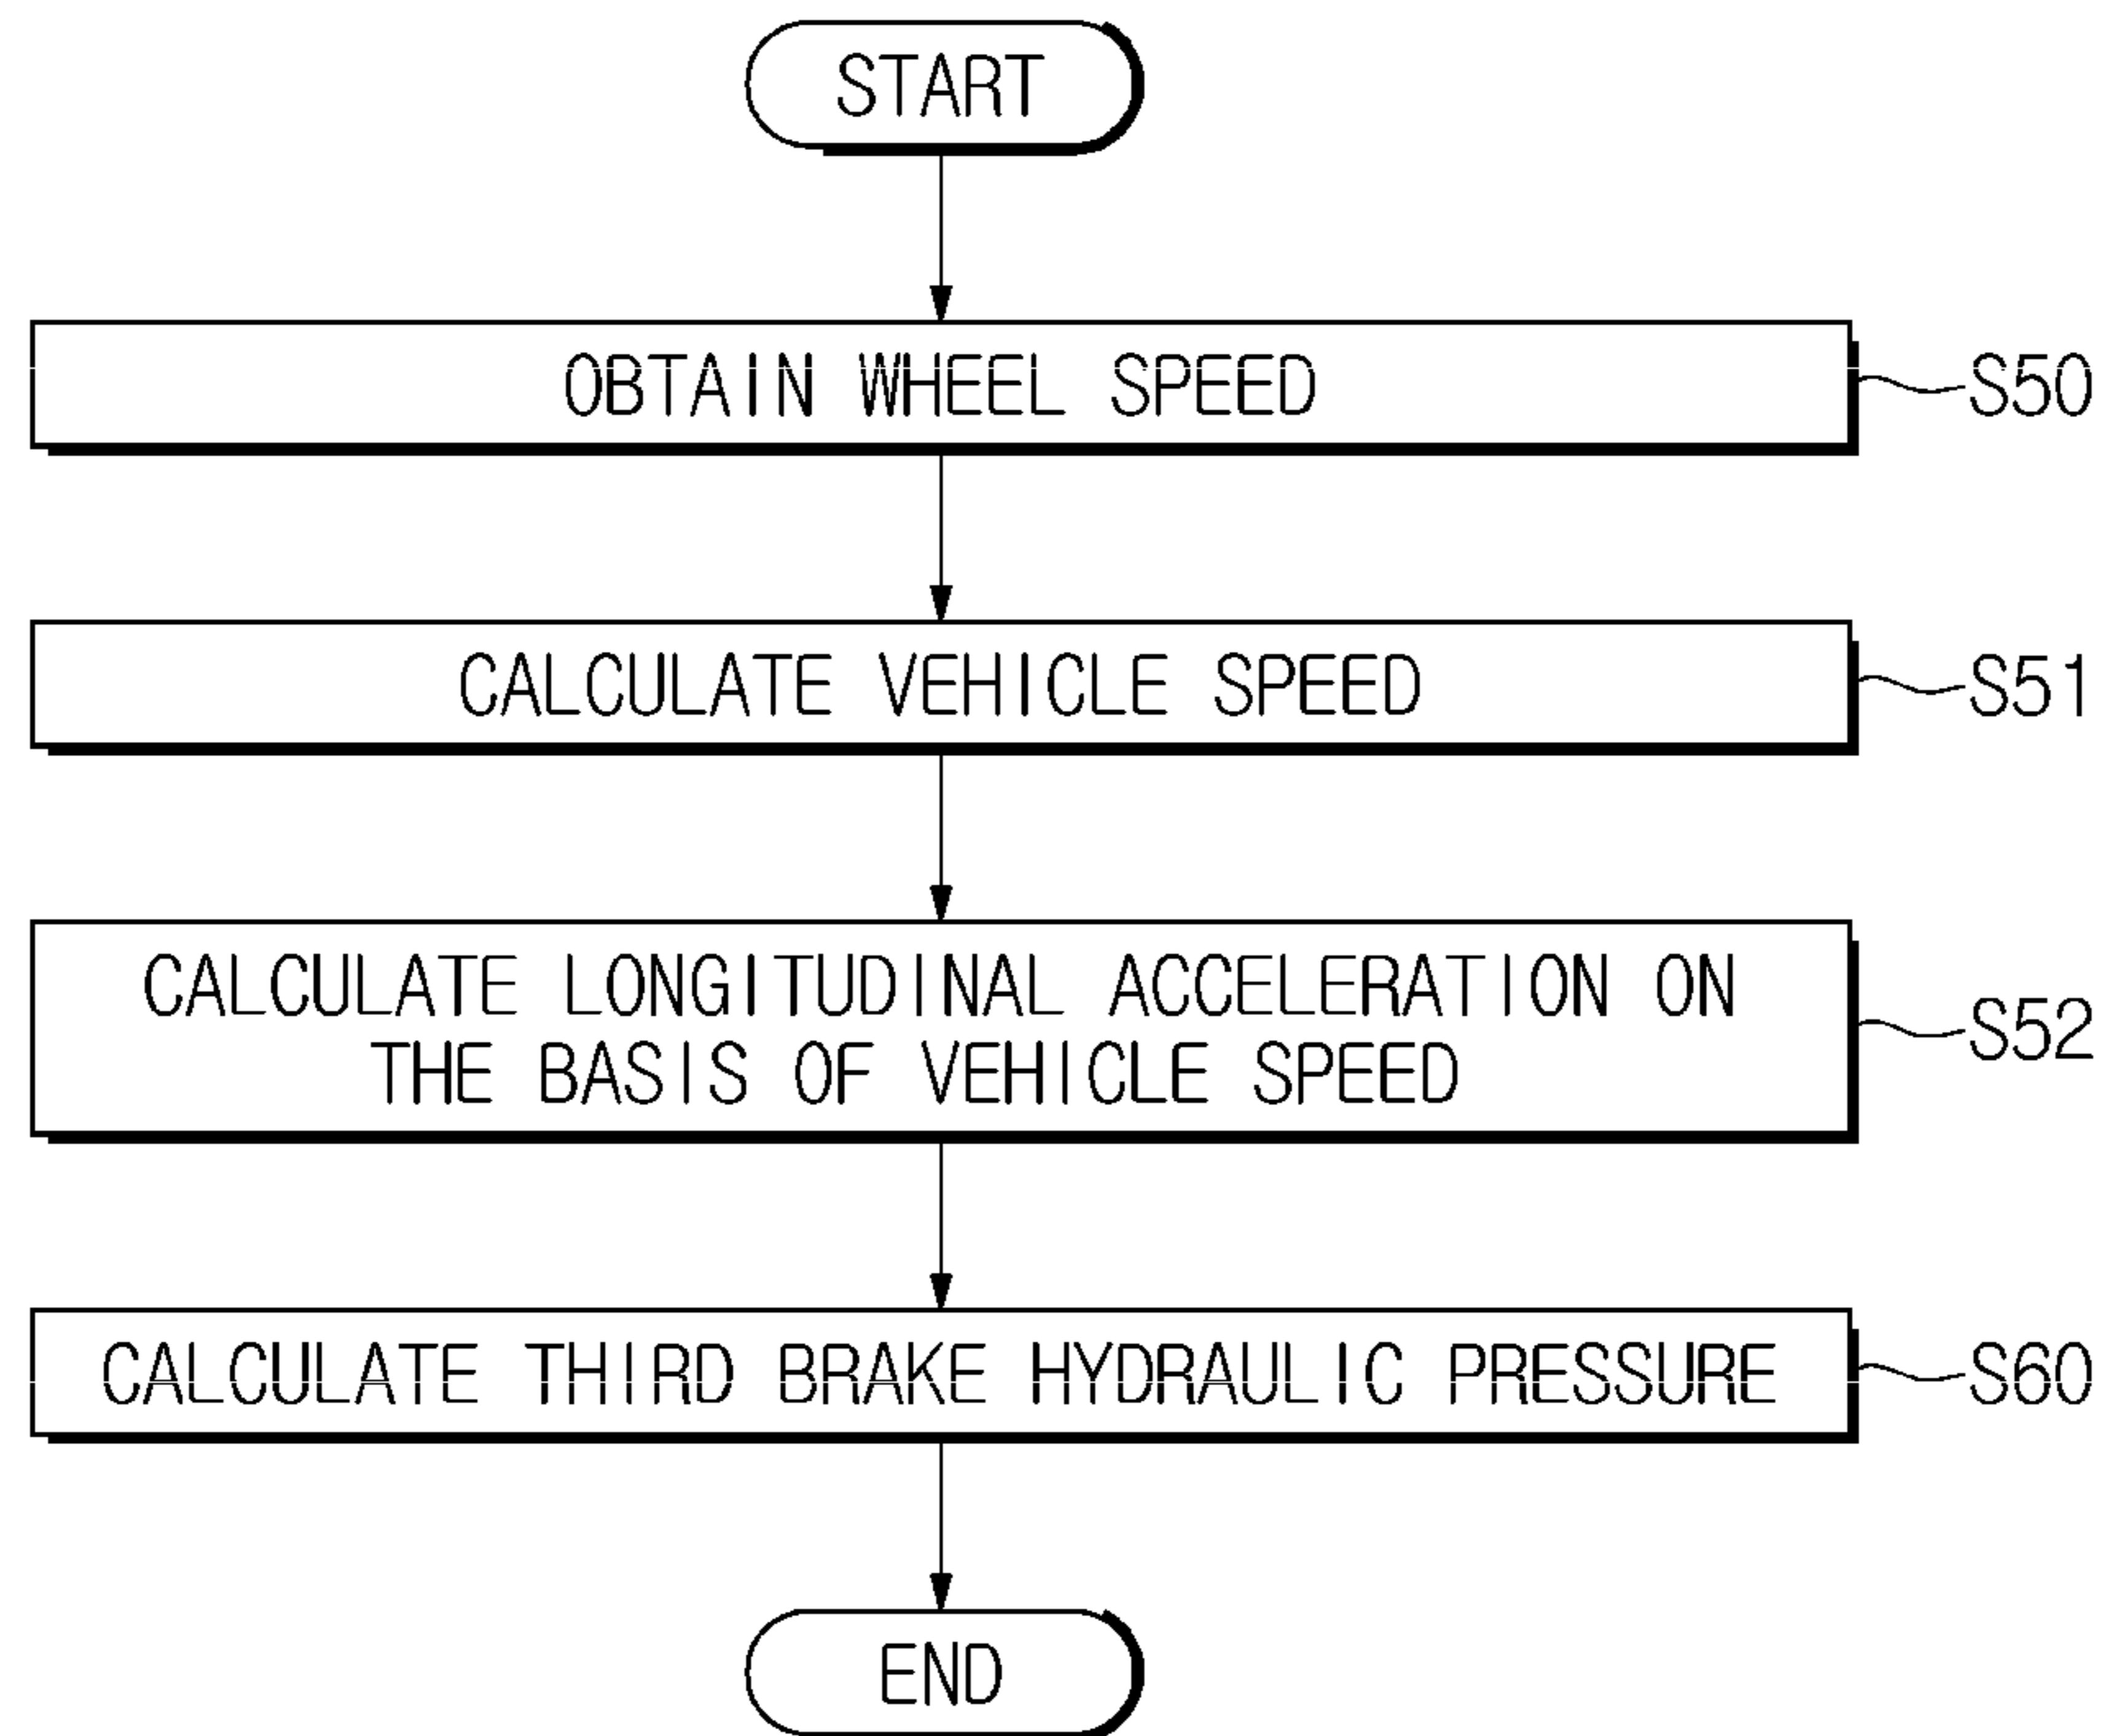 START
OBTAIN WHEEL SPEED
S50
CALCULATE VEHICLE SPEED
S51
CALCULATE LONGITUDINAL ACCELERATION ON
THE BASIS OF VEHICLE SPEED
S52
CALCULATE THIRD BRAKE HYDRAULIC PRESSURE
S60
END